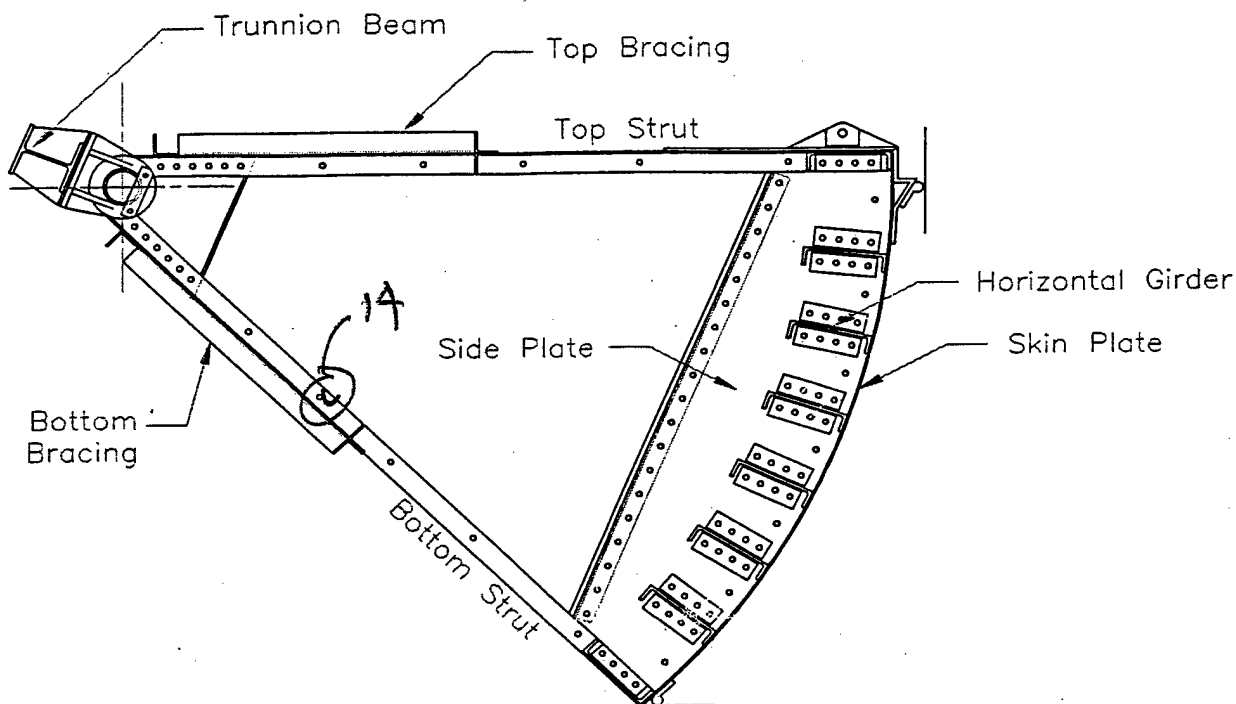 Trunnion Beam
Top Bracing
Top Strut
14
Horizontal Girder
Side Plate
Skin Plate
Bottom
Bracing
Bottom Strut